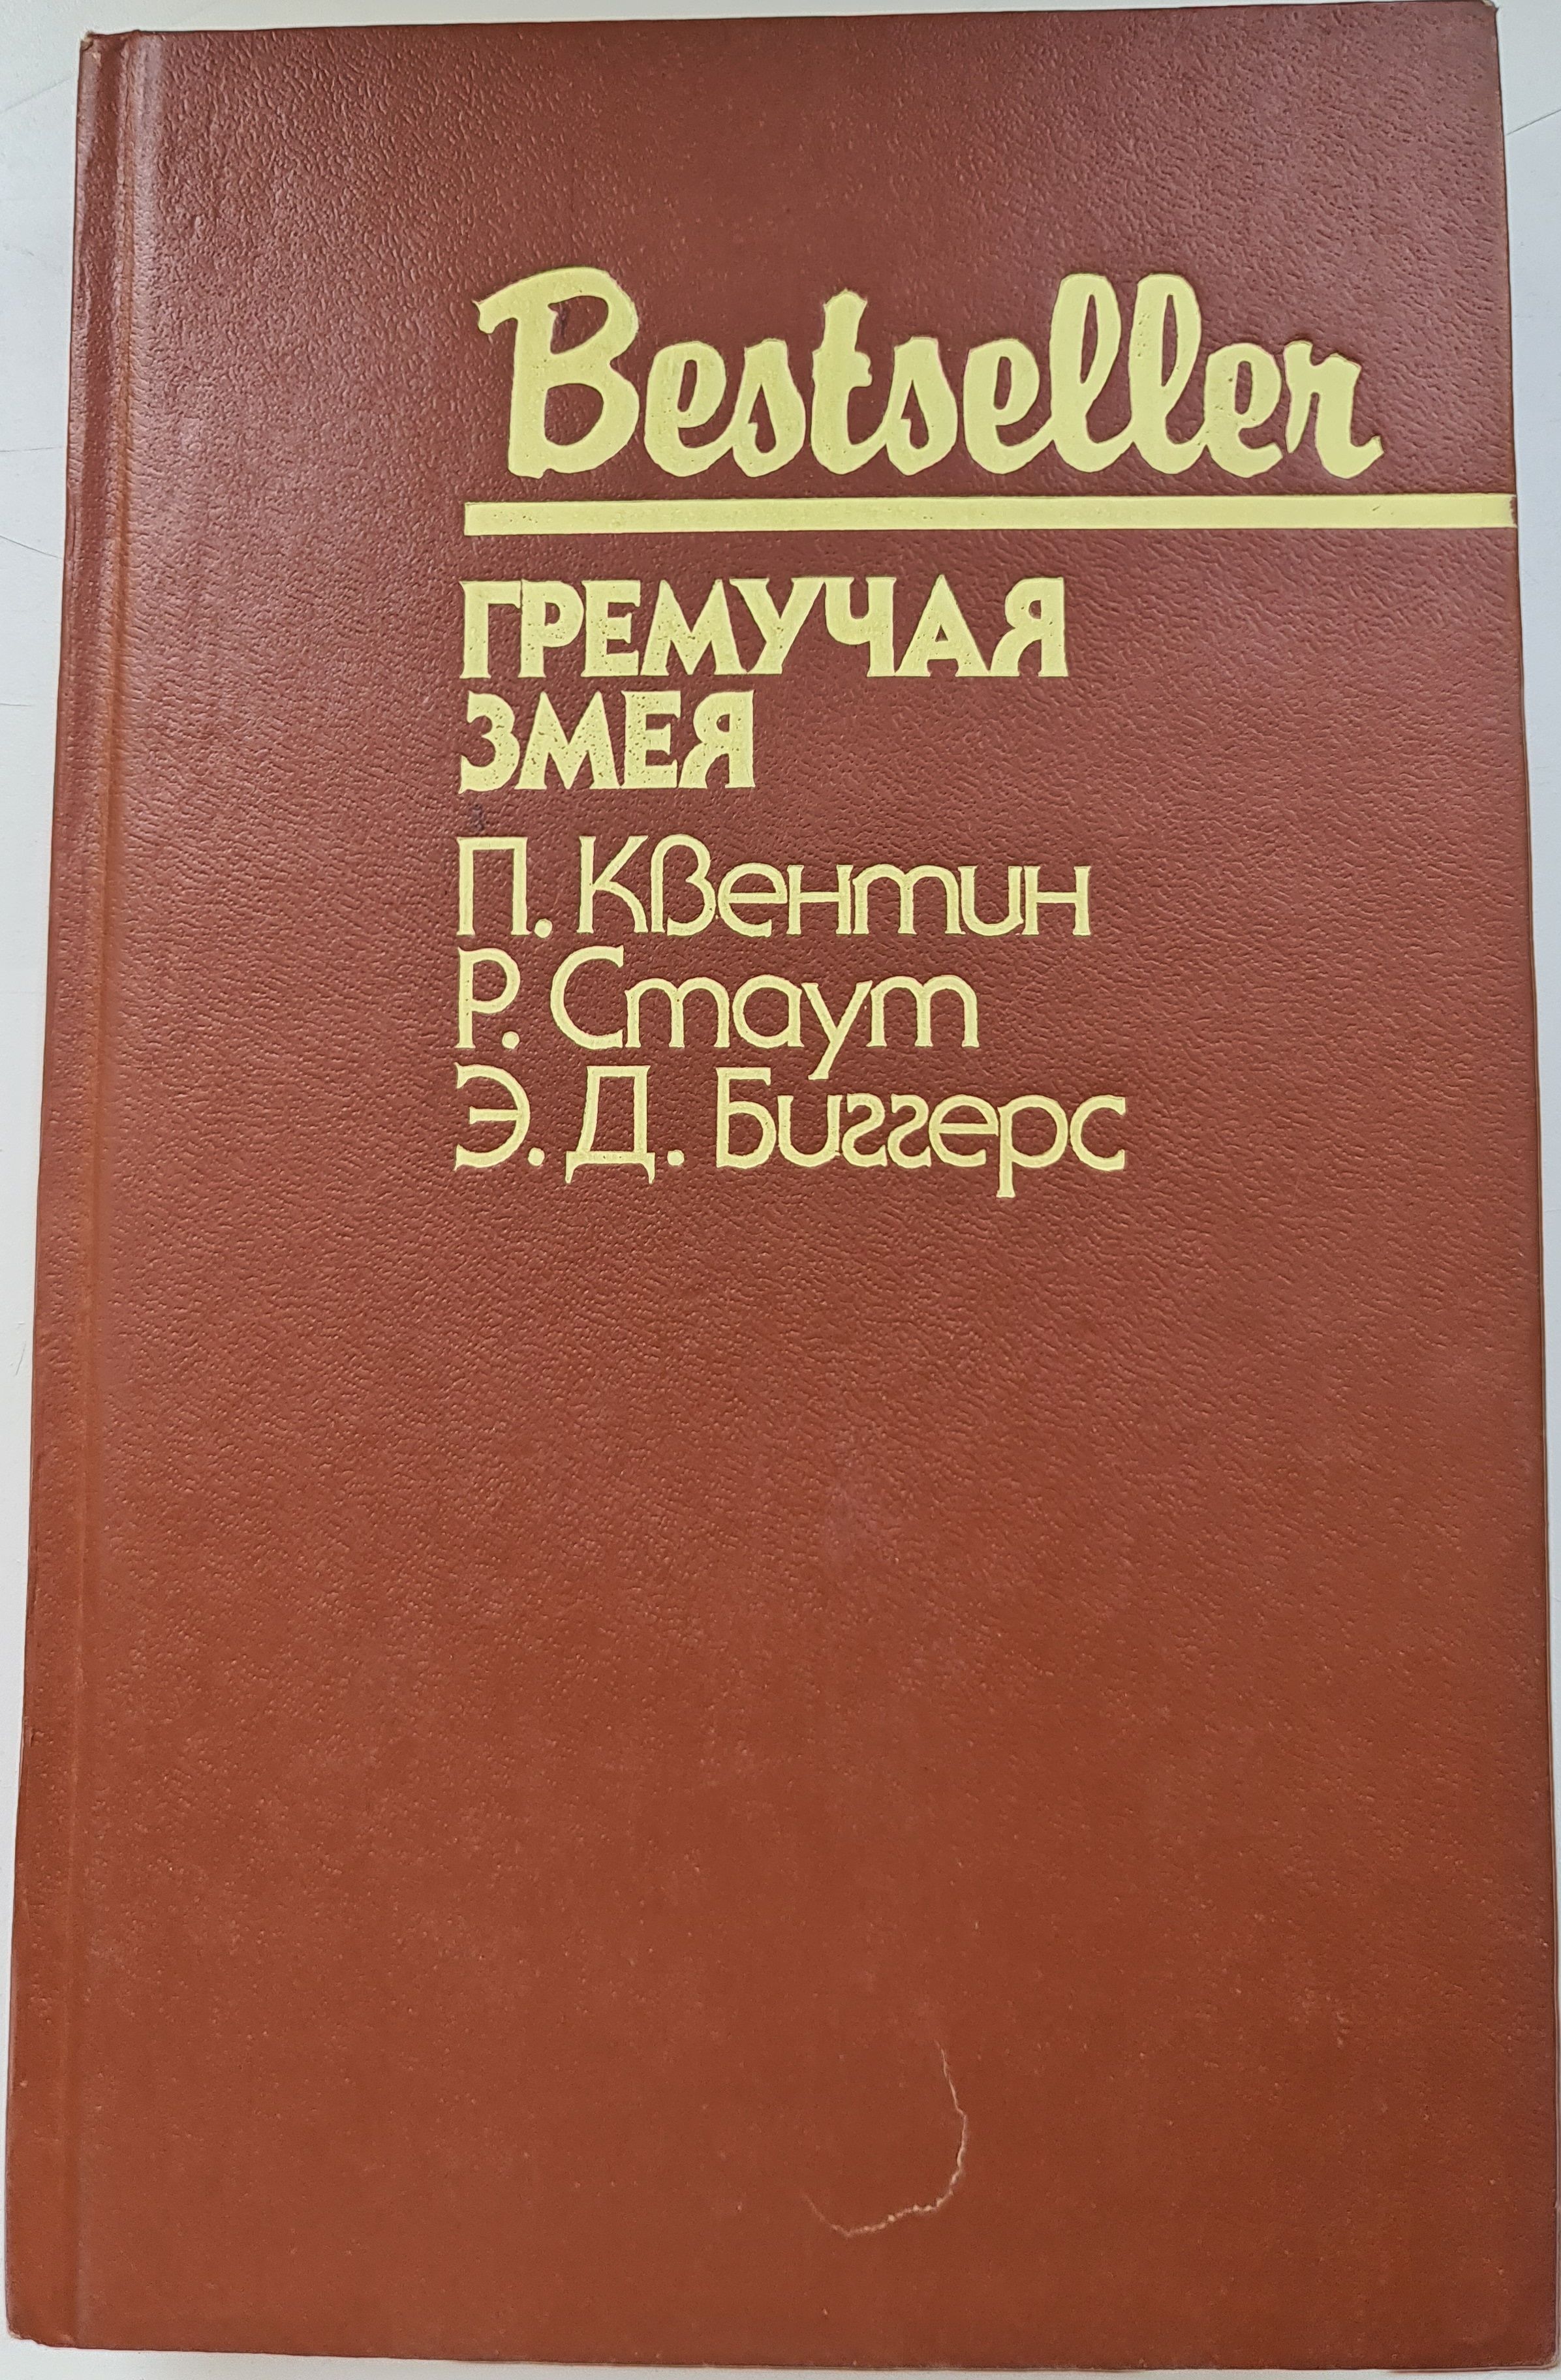 Bestseller
ГРЕМУЧАЯ
ЗМЕЯ
П. Квентин
Р. Стаут
Э. Д. Биггерс